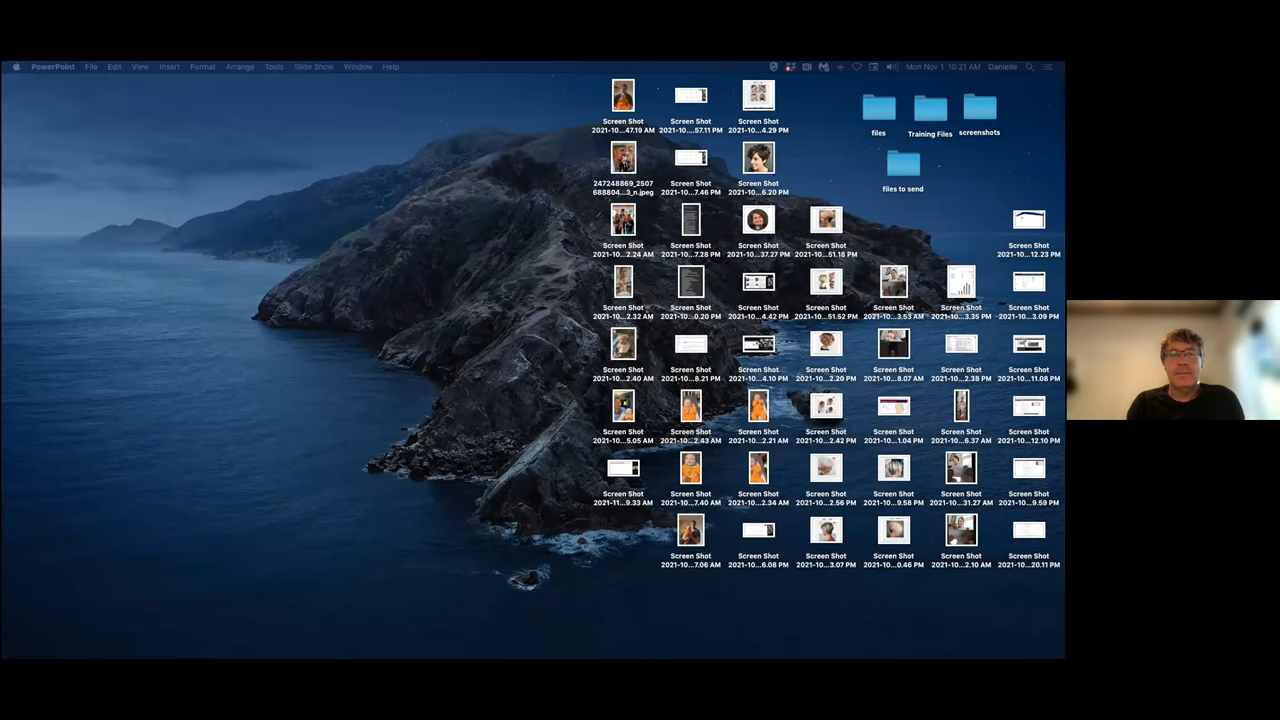 PowerPoint File Edit View Insert Format Arrange Tools Slide Show Window Help Mon Nov 1 10:21 AM Danielle
Screen Shot Screen Shot Screen Shot
2021-10...47.19 AM 2021-10....57.11 PM 2021-10...4.29 PM
files Training Files screenshots
247248869_2507 Screen Shot Screen Shot
688804...3_n.jpeg 2021-10...7.46 PM 2021-10...6.20 PM
files to send
Screen Shot Screen Shot Screen Shot Screen Shot Screen Shot
2021-10...2.24 AM 2021-10...7.28 PM 2021-10...37.27 PM 2021-10...51.18 PM 2021-10...12.23 PM
Screen Shot Screen Shot Screen Shot Screen Shot Screen Shot Screen Shot Screen Shot
2021-10...2.32 AM 2021-10...0.20 PM 2021-10...4.42 PM 2021-10...51.52 PM 2021-10...3.53 AM 2021-10...3.35 PM 2021-10...3.09 PM
Screen Shot Screen Shot Screen Shot Screen Shot Screen Shot Screen Shot Screen Shot
2021-10...2.40 AM 2021-10...8.21 PM 2021-10...4.10 PM 2021-10...2.20 PM 2021-10...8.07 AM 2021-10...2.38 PM 2021-10...11.08 PM
Screen Shot Screen Shot Screen Shot Screen Shot Screen Shot Screen Shot Screen Shot
2021-10...5.05 AM 2021-10...2.43 AM 2021-10...2.21 AM 2021-10...2.42 PM 2021-10...1.04 PM 2021-10...6.37 AM 2021-10...12.10 PM
Screen Shot Screen Shot Screen Shot Screen Shot Screen Shot Screen Shot Screen Shot
2021-11...9.33 AM 2021-10...7.40 AM 2021-10...2.34 AM 2021-10...2.56 PM 2021-10...9.58 PM 2021-10...31.27 AM 2021-10...9.59 PM
Screen Shot Screen Shot Screen Shot Screen Shot Screen Shot Screen Shot
2021-10...7.06 AM 2021-10...6.08 PM 2021-10...3.07 PM 2021-10...0.46 PM 2021-10...2.10 AM 2021-10...20.11 PM